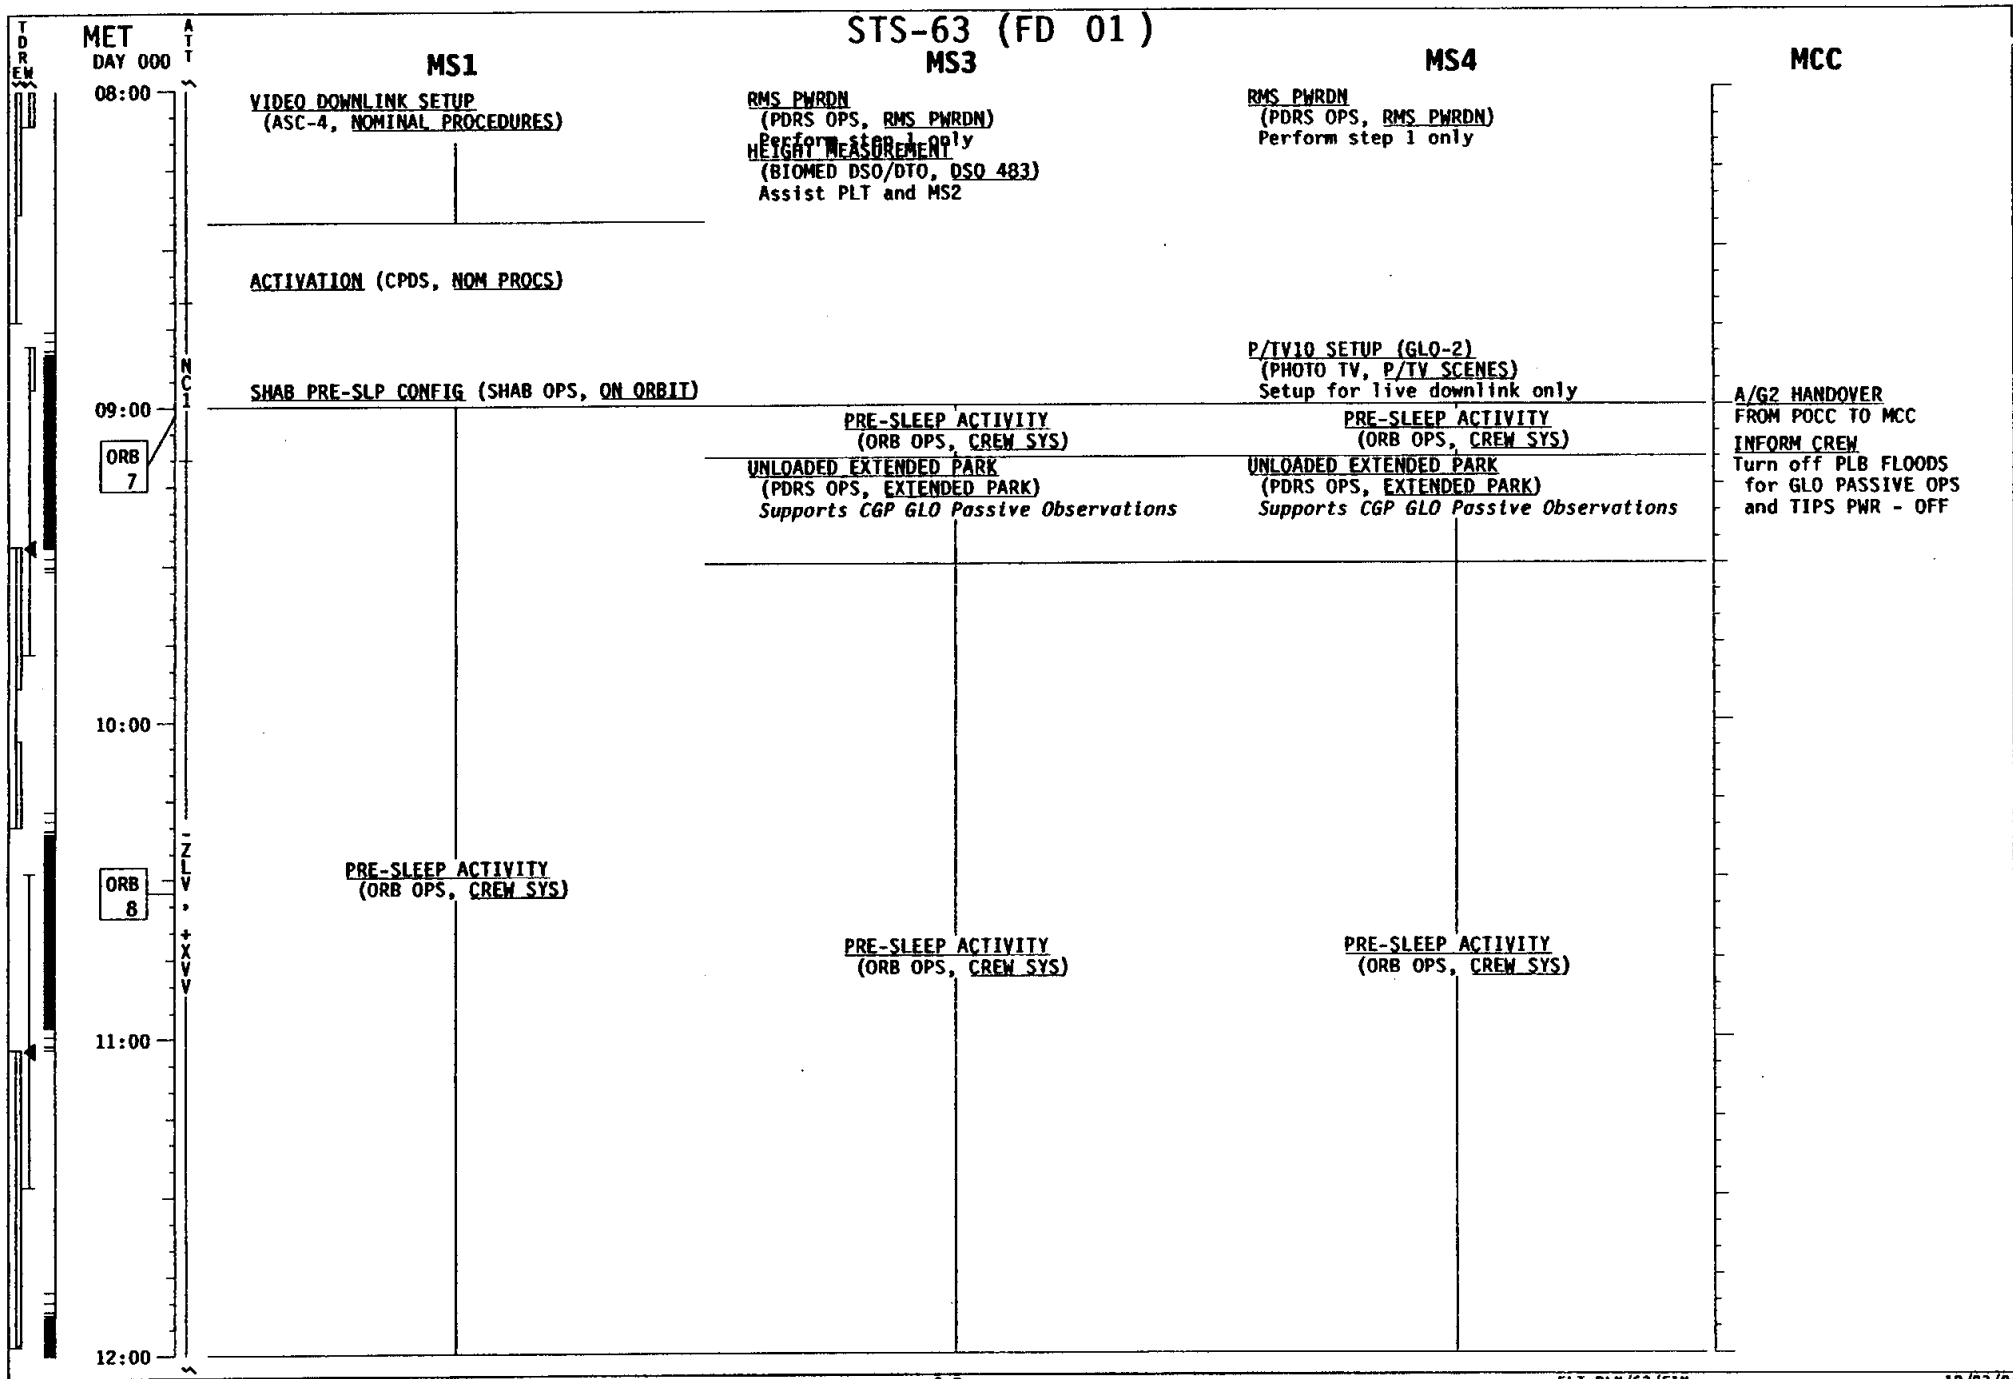 STS-63 (FD 01)
TDRS
E W
MET
DAY 000
ATT
MS1
MS3
MS4
MCC
08:00
09:00
10:00
11:00
12:00
ORB
7
ORB
8
NC1
-ZLV, +XVV
VIDEO DOWNLINK SETUP
(ASC-4, NOMINAL PROCEDURES)
ACTIVATION (CPDS, NOM PROCS)
SHAB PRE-SLP CONFIG (SHAB OPS, ON ORBIT)
PRE-SLEEP ACTIVITY
(ORB OPS, CREW SYS)
RMS PWRDN
(PDRS OPS, RMS PWRDN)
Perform step 1 only
HEIGHT MEASUREMENT
(BIOMED DSO/DTO, DSO 483)
Assist PLT and MS2
PRE-SLEEP ACTIVITY
(ORB OPS, CREW SYS)
UNLOADED EXTENDED PARK
(PDRS OPS, EXTENDED PARK)
Supports CGP GLO Passive Observations
PRE-SLEEP ACTIVITY
(ORB OPS, CREW SYS)
RMS PWRDN
(PDRS OPS, RMS PWRDN)
Perform step 1 only
P/TV10 SETUP (GLO-2)
(PHOTO TV, P/TV SCENES)
Setup for live downlink only
PRE-SLEEP ACTIVITY
(ORB OPS, CREW SYS)
UNLOADED EXTENDED PARK
(PDRS OPS, EXTENDED PARK)
Supports CGP GLO Passive Observations
PRE-SLEEP ACTIVITY
(ORB OPS, CREW SYS)
A/G2 HANDOVER
FROM POCC TO MCC
INFORM CREW
Turn off PLB FLOODS
for GLO PASSIVE OPS
and TIPS PWR - OFF